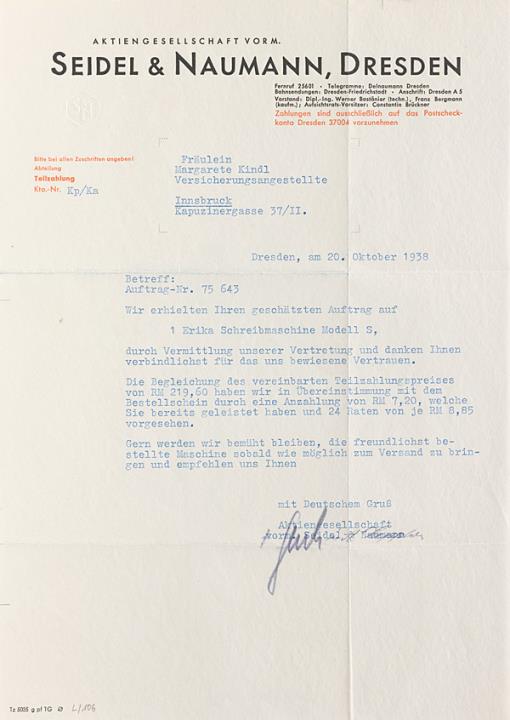 AKTIENGESELLSCHAFT VORM.
SEIDEL & NAUMANN, DRESDEN
Fernruf 25601 · Telegramme: Delnaumann Dresden
Bahnsendungen: Dresden-Friedrichstadt · Anschrift: Dresden A 5
Vorstand: Dipl.-Ing. Werner Bastänier (techn.), Franz Bergmann
(kaufm.); Aufsichtsrats-Vorsitzer: Constantin Brückner
Zahlungen sind ausschließlich auf das Postscheck-
konto Dresden 37004 vorzunehmen
Bitte bei allen Zuschriften angeben!
Abteilung
Teilzahlung
Kto.-Nr. Kp/Ka
Fräulein
Margarete Kindl
Versicherungsangestellte
Innsbruck
Kapuzinergasse 37/II.
Dresden, am 20. Oktober 1938
Betreff:
Auftrag-Nr. 75 643
Wir erhielten Ihren geschätzten Auftrag auf
1 Erika Schreibmaschine Modell S,
durch Vermittlung unserer Vertretung und danken Ihnen
verbindlichst für das uns bewiesene Vertrauen.
Die Begleichung des vereinbarten Teilzahlungspreises
von RM 219,60 haben wir in Übereinstimmung mit dem
Bestellschein durch eine Anzahlung von RM 7,20, welche
Sie bereits geleistet haben und 24 Raten von je RM 8,85
vorgesehen.
Gern werden wir bemüht bleiben, die freundlichst be-
stellte Maschine sobald wie möglich zum Versand zu brin-
gen und empfehlen uns Ihnen
mit Deutschem Gruß
Aktiengesellschaft
vorm. Seidel & Naumann
Tz 5005 g pf TG L/106